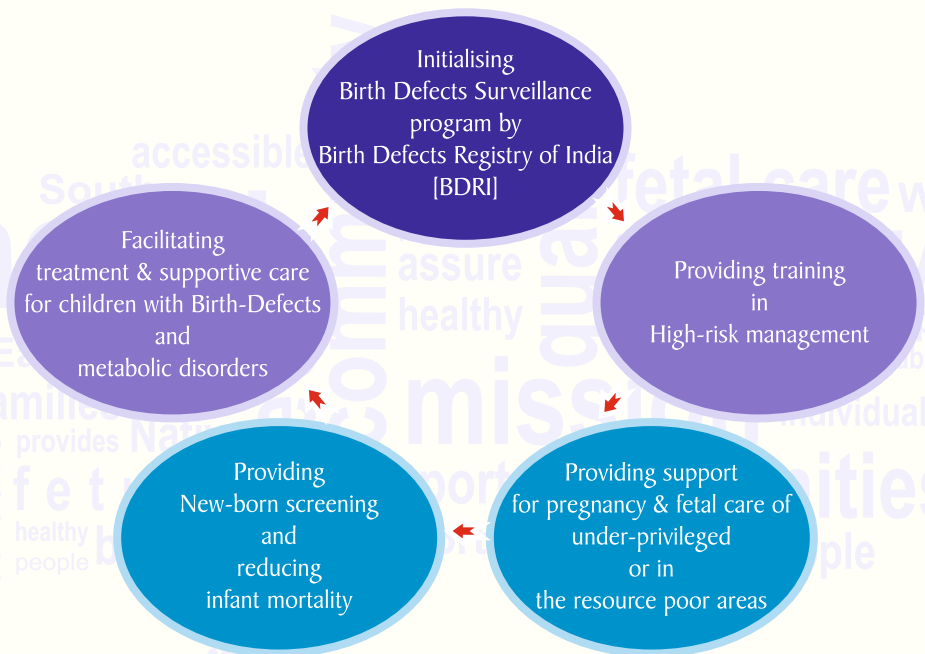 Initialising
Birth Defects Surveillance
program by
Birth Defects Registry of India
[BDRI]
Providing training
in
High-risk management
Providing support
for pregnancy & fetal care of
under-privileged
or in
the resource poor areas
Providing
New-born screening
and
reducing
infant mortality
Facilitating
treatment & supportive care
for children with Birth-Defects
and
metabolic disorders
accessible
fetal care
assure
healthy
mission
provides
healthy
people